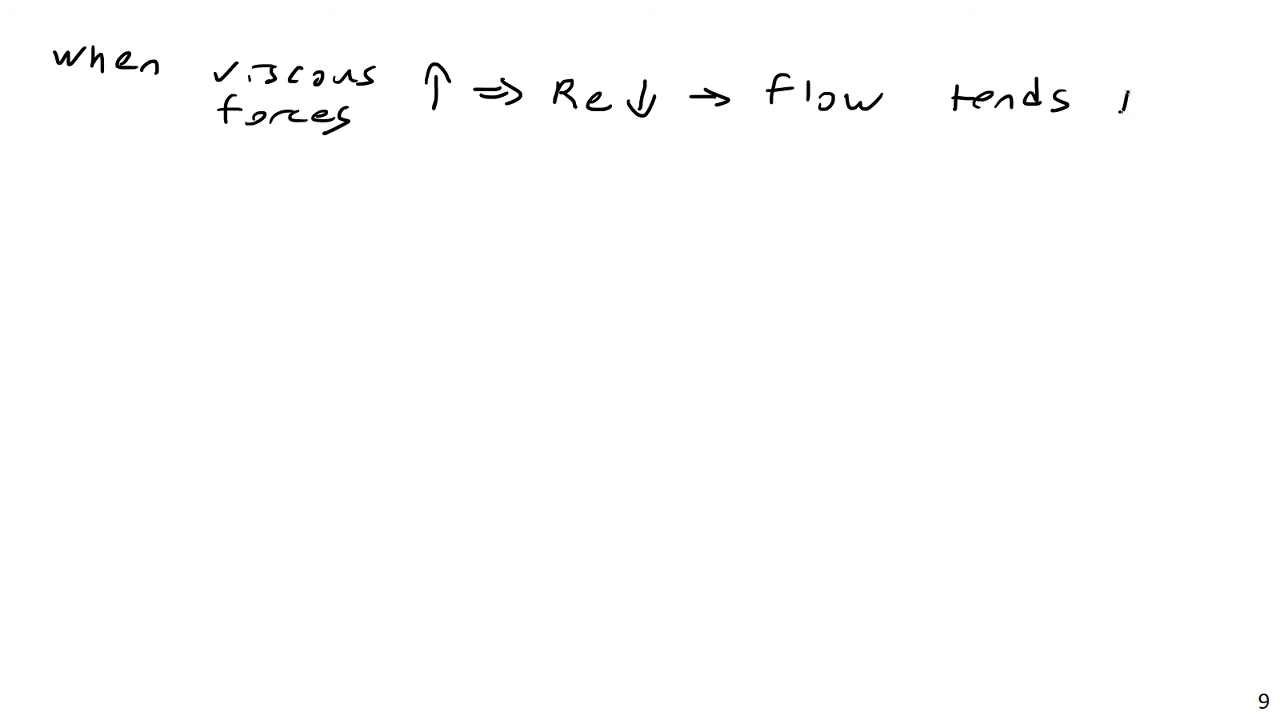 when viscous forces ↑ ⇒ Re ↓ → flow tends
9